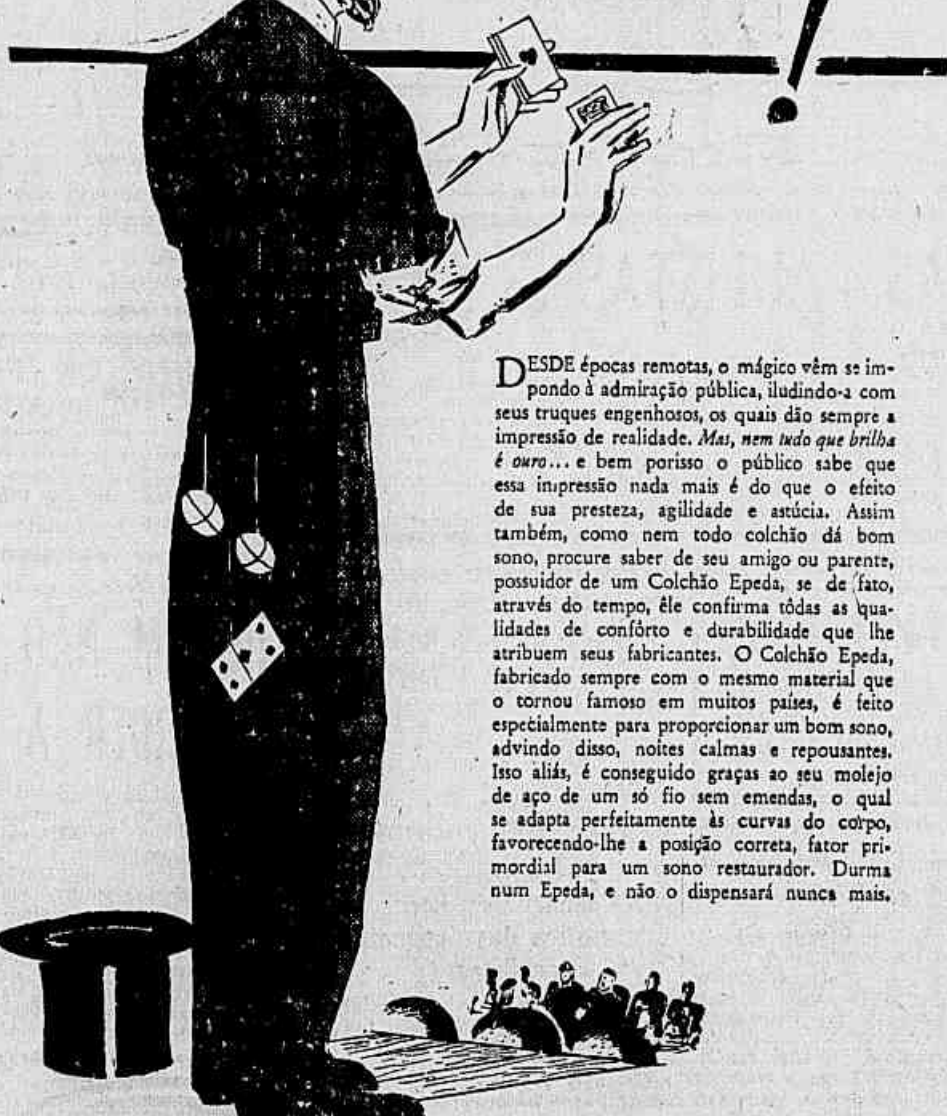 DESDE épocas remotas, o mágico vêm se im-
pondo à admiração pública, iludindo-a com
seus truques engenhosos, os quais dão sempre a
impressão de realidade. Mas, nem tudo que brilha
é ouro... e bem porisso o público sabe que
essa impressão nada mais é do que o efeito
de sua presteza, agilidade e astúcia. Assim
também, como nem todo colchão dá bom
sono, procure saber de seu amigo ou parente,
possuidor de um Colchão Epeda, se de fato,
através do tempo, êle confirma tôdas as qua-
lidades de confôrto e durabilidade que lhe
atribuem seus fabricantes. O Colchão Epeda,
fabricado sempre com o mesmo material que
o tornou famoso em muitos países, é feito
especialmente para proporcionar um bom sono,
advindo disso, noites calmas e repousantes.
Isso aliás, é conseguido graças ao seu molejo
de aço de um só fio sem emendas, o qual
se adapta perfeitamente às curvas do corpo,
favorecendo-lhe a posição correta, fator pri-
mordial para um sono restaurador. Durma
num Epeda, e não o dispensará nunca mais.